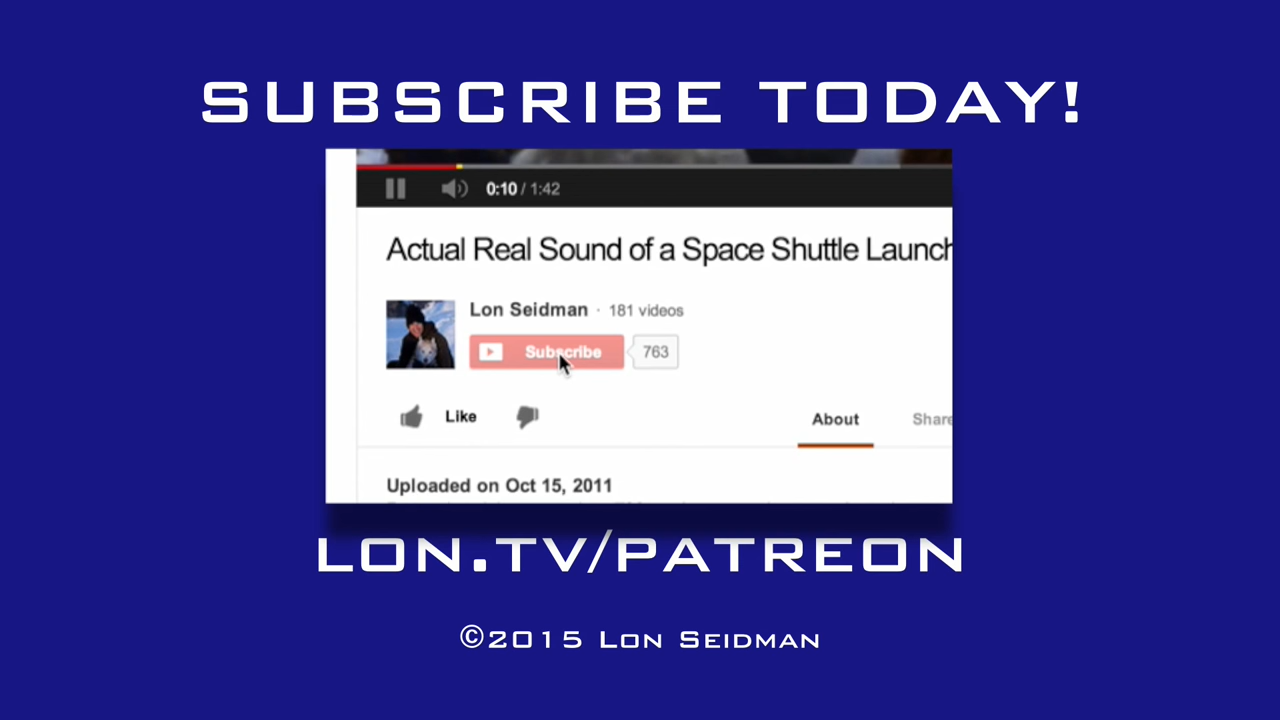 SUBSCRIBE TODAY!
0:10 / 1:42
Actual Real Sound of a Space Shuttle Launch
Lon Seidman · 181 videos
Subscribe 763
Like
About Share
Uploaded on Oct 15, 2011
LON.TV/PATREON
©2015 Lon Seidman